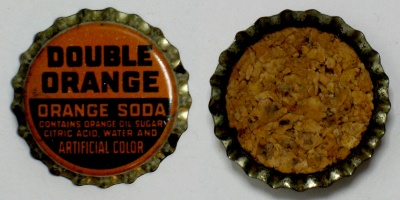 DOUBLE
ORANGE
ORANGE SODA
CONTAINS ORANGE OIL SUGAR
CITRIC ACID, WATER AND
ARTIFICIAL COLOR